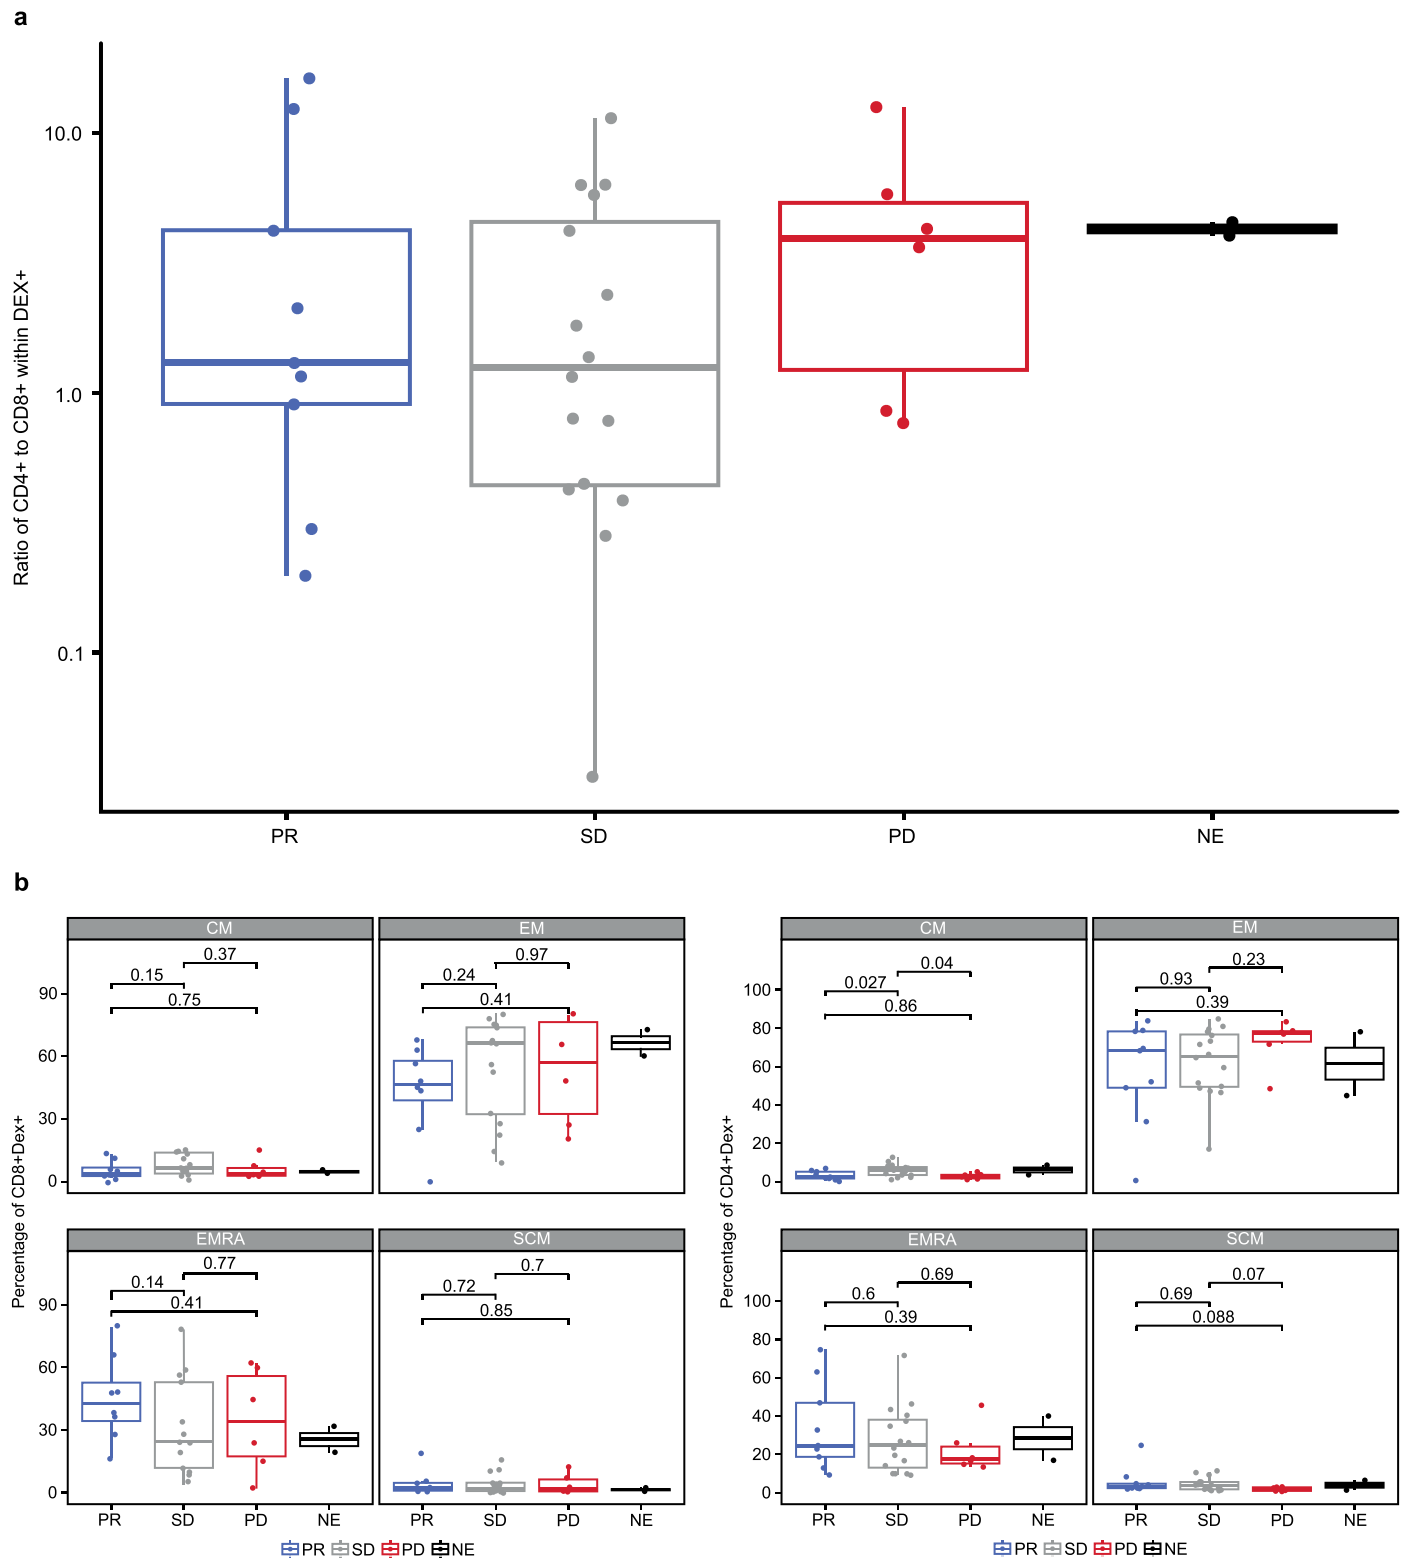 a
Ratio of CD4+ to CD8+ within DEX+
10.0
1.0
0.1
PR SD PD NE
b
Percentage of CD8+Dex+
CM EM
0.37 0.97
0.15 0.24
0.75 0.41
90
60
30
0
EMRA SCM
0.77 0.7
0.14 0.72
0.41 0.85
90
60
30
0
PR SD PD NE PR SD PD NE
PR SD PD NE
Percentage of CD4+Dex+
CM EM
0.04 0.23
0.027 0.93
0.86 0.39
100
80
60
40
20
0
EMRA SCM
0.69 0.07
0.6 0.69
0.39 0.088
100
80
60
40
20
0
PR SD PD NE PR SD PD NE
PR SD PD NE